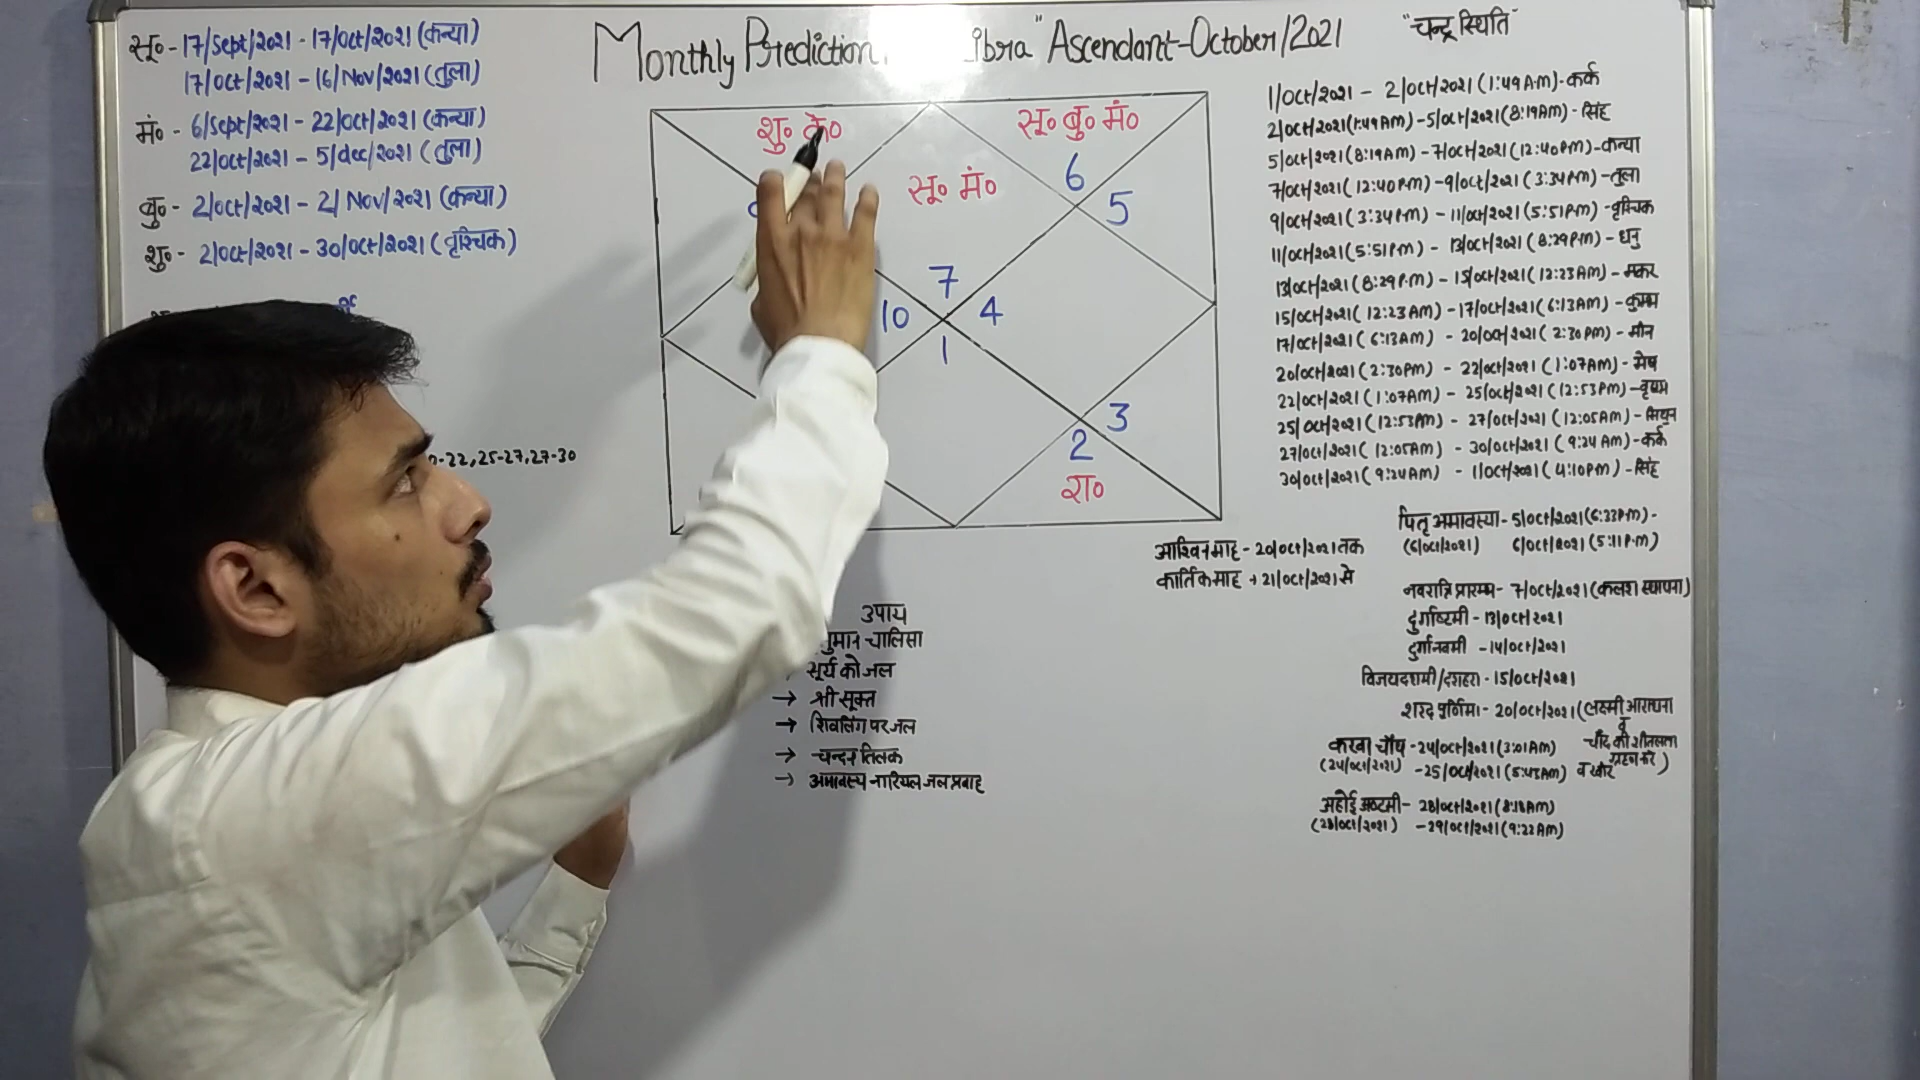 सू० - 17/Sept/2021 - 17/Oct/2021 (कन्या)
17/Oct/2021 - 16/Nov/2021 (तुला)
मं० - 6/Sept/2021 - 22/Oct/2021 (कन्या)
22/Oct/2021 - 5/dec/2021 (तुला)
बु० - 2/Oct/2021 - 2/Nov/2021 (कन्या)
शु० - 2/Oct/2021 - 30/Oct/2021 (वृश्चिक)
-22, 25-27, 27-30
Monthly Prediction ibra" Ascendant - October/2021
शु० के०
सू० बु० मं०
सू० मं०
6
5
7
10
4
1
3
2
रा०
उपाय
ुमान चालिसा
सूर्य को जल
→ श्री सूक्त
→ शिवलिंग पर जल
→ चन्दन तिलक
→ अमावस्य नारियल जल प्रवाह
"चन्द्र स्थिति"
1/Oct/2021 - 2/Oct/2021 (1:49 AM) - कर्क
2/Oct/2021 (1:49 AM) - 5/Oct/2021 (8:19 AM) - सिंह
5/Oct/2021 (8:19 AM) - 7/Oct/2021 (12:40 PM) - कन्या
7/Oct/2021 (12:40 P.M) - 9/Oct/2021 (3:34 PM) - तुला
9/Oct/2021 (3:34 P.M) - 11/Oct/2021 (5:51 PM) - वृश्चिक
11/Oct/2021 (5:51 P.M) - 13/Oct/2021 (8:29 P.M) - धनु
13/Oct/2021 (8:29 P.M) - 15/Oct/2021 (12:23 AM) - मकर
15/Oct/2021 (12:23 AM) - 17/Oct/2021 (6:13 AM) - कुम्भ
17/Oct/2021 (6:13 AM) - 20/Oct/2021 (2:30 PM) - मीन
20/Oct/2021 (2:30 PM) - 22/Oct/2021 (1:07 AM) - मेष
22/Oct/2021 (1:07 AM) - 25/Oct/2021 (12:53 PM) - वृषभ
25/Oct/2021 (12:53 PM) - 27/Oct/2021 (12:05 AM) - मिथुन
27/Oct/2021 (12:05 AM) - 30/Oct/2021 (9:24 AM) - कर्क
30/Oct/2021 (9:24 AM) - 1/Oct/2021 (4:10 PM) - सिंह
आश्विन माह - 20/Oct/2021 तक
कार्तिक माह + 21/Oct/2021 से
पितृ अमावस्या - 5/Oct/2021 (6:33 P.M) -
(6/Oct/2021) 6/Oct/2021 (5:11 P.M)
नवरात्रि प्रारम्भ - 7/Oct/2021 (कलश स्थापना)
दुर्गाष्टमी - 13/Oct/2021
दुर्गानवमी - 14/Oct/2021
विजयदशमी/दशहरा - 15/Oct/2021
शरद पूर्णिमा - 20/Oct/2021 (लक्ष्मी आराधना
व
चाँद की शीतलता
ग्रहण करे
व खीर )
करवा चौथ - 24/Oct/2021 (3:01 AM)
(24/Oct/2021) - 25/Oct/2021 (5:43 AM)
अहोई अष्टमी - 28/Oct/2021
(28/Oct/2021) - 29/Oct/2021 (9:22 AM)